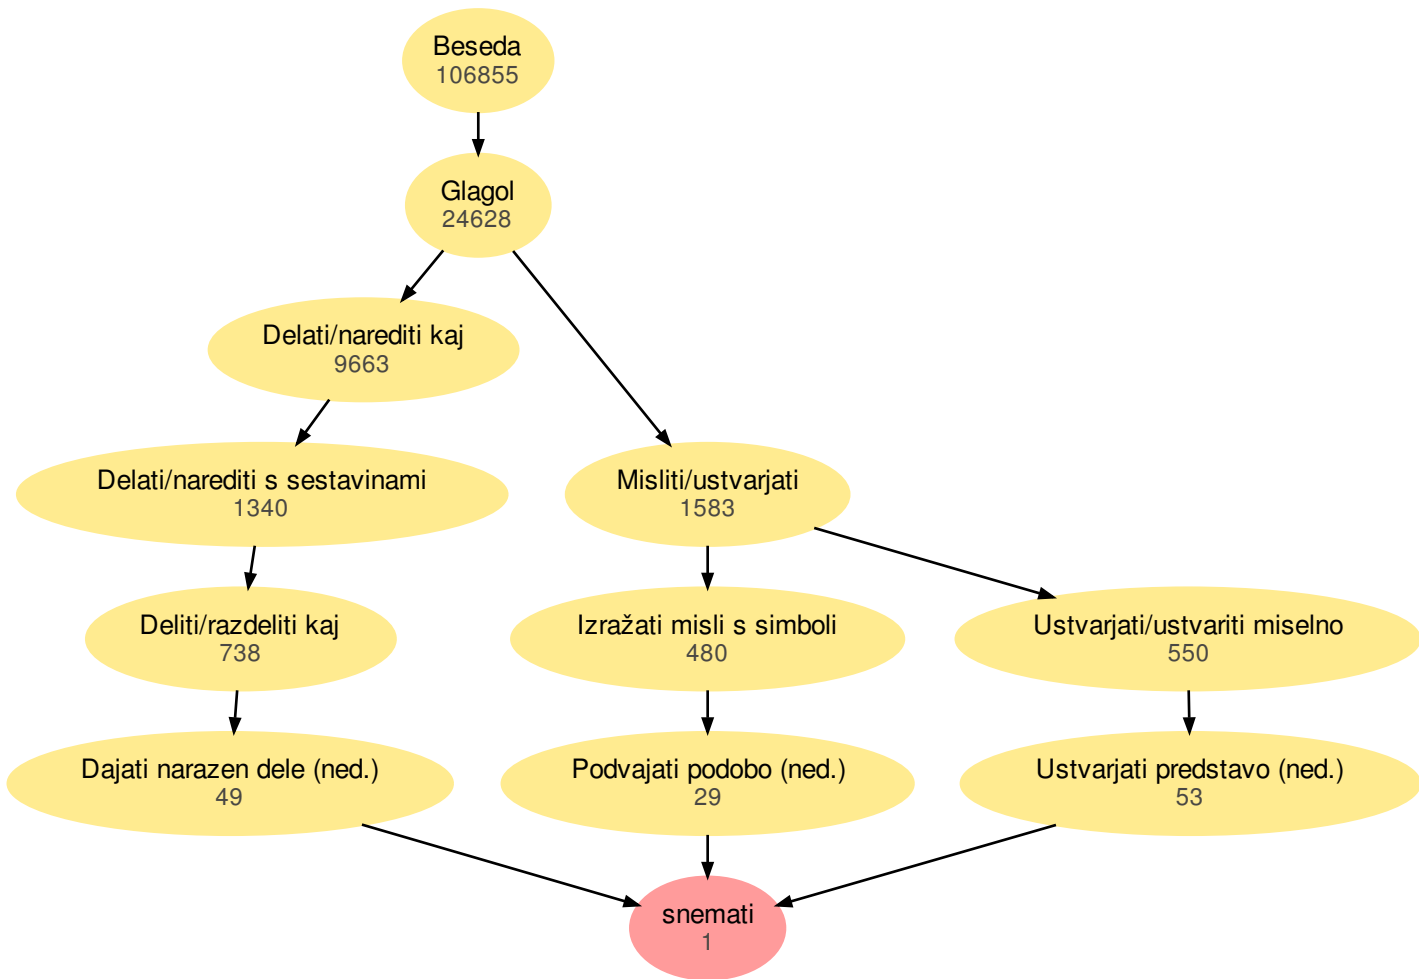 Beseda
106855
Glagol
24628
Delati/narediti kaj
9663
Delati/narediti s sestavinami
1340
Misliti/ustvarjati
1583
Deliti/razdeliti kaj
738
Izražati misli s simboli
480
Ustvarjati/ustvariti miselno
550
Dajati narazen dele (ned.)
49
Podvajati podobo (ned.)
29
Ustvarjati predstavo (ned.)
53
snemati
1